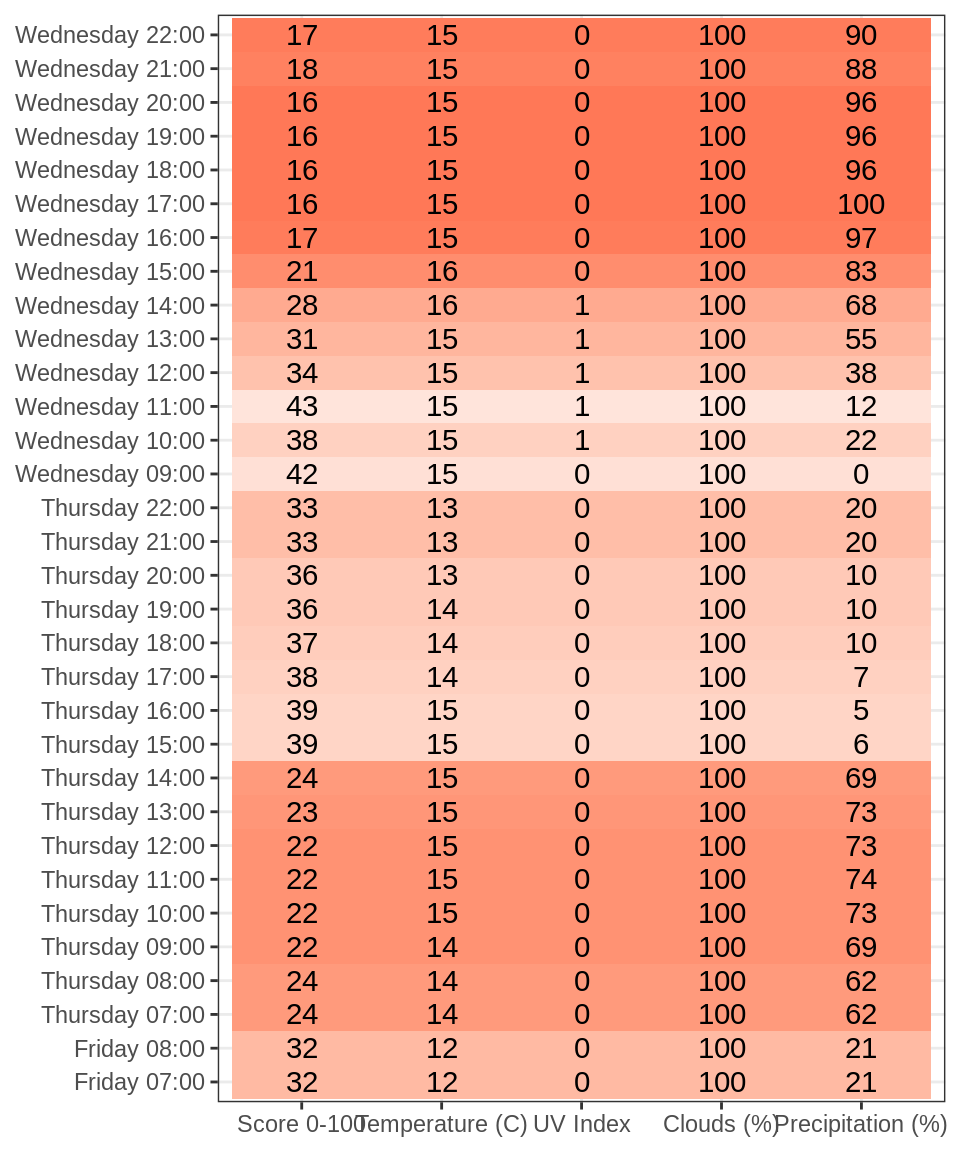 Wednesday 22:00 17 15 0 100 90
Wednesday 21:00 18 15 0 100 88
Wednesday 20:00 16 15 0 100 96
Wednesday 19:00 16 15 0 100 96
Wednesday 18:00 16 15 0 100 96
Wednesday 17:00 16 15 0 100 100
Wednesday 16:00 17 15 0 100 97
Wednesday 15:00 21 16 0 100 83
Wednesday 14:00 28 16 1 100 68
Wednesday 13:00 31 15 1 100 55
Wednesday 12:00 34 15 1 100 38
Wednesday 11:00 43 15 1 100 12
Wednesday 10:00 38 15 1 100 22
Wednesday 09:00 42 15 0 100 0
Thursday 22:00 33 13 0 100 20
Thursday 21:00 33 13 0 100 20
Thursday 20:00 36 13 0 100 10
Thursday 19:00 36 14 0 100 10
Thursday 18:00 37 14 0 100 10
Thursday 17:00 38 14 0 100 7
Thursday 16:00 39 15 0 100 5
Thursday 15:00 39 15 0 100 6
Thursday 14:00 24 15 0 100 69
Thursday 13:00 23 15 0 100 73
Thursday 12:00 22 15 0 100 73
Thursday 11:00 22 15 0 100 74
Thursday 10:00 22 15 0 100 73
Thursday 09:00 22 14 0 100 69
Thursday 08:00 24 14 0 100 62
Thursday 07:00 24 14 0 100 62
Friday 08:00 32 12 0 100 21
Friday 07:00 32 12 0 100 21
Score 0-100 Temperature (C) UV Index Clouds (%) Precipitation (%)